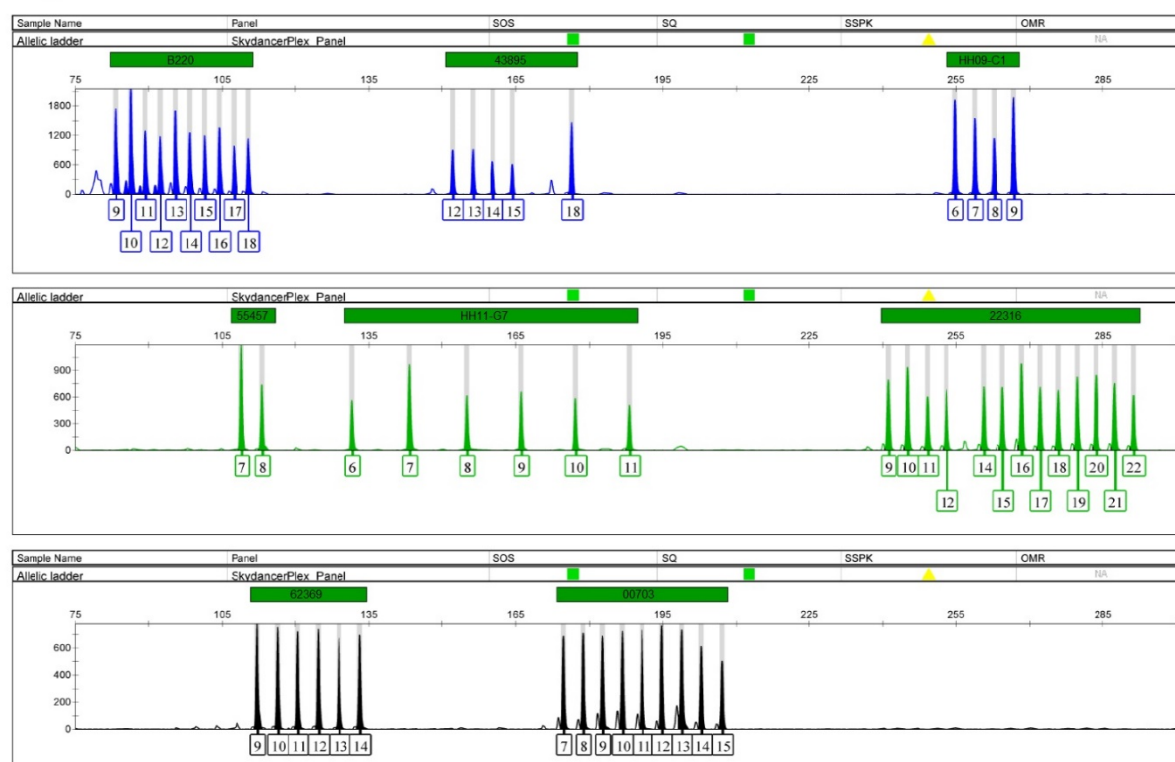 Sample Name Panel SOS SQ SSPK OMR
Allelic ladder SkydancerPlex_Panel NA
B220 43895 HH09-C1
75 105 135 165 195 225 255 285
1800
1200
600
0
9 11 13 15 17 12 13 14 15 18 6 7 8 9
10 12 14 16 18
Allelic ladder SkydancerPlex_Panel NA
55457 HH11-G7 22316
75 105 135 165 195 225 255 285
900
600
300
0
7 8 6 7 8 9 10 11 9 10 11 14 16 18 20 22
12 15 17 19 21
Sample Name Panel SOS SQ SSPK OMR
Allelic ladder SkydancerPlex_Panel NA
62369 00703
75 105 135 165 195 225 255 285
600
400
200
0
9 10 11 12 13 14 7 8 9 10 11 12 13 14 15